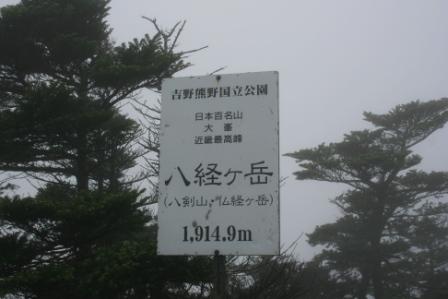 吉野熊野国立公園
日本百名山
大峯
近畿最高峰
八経ヶ岳
(八剣山・仏経ヶ岳)
1,914.9m